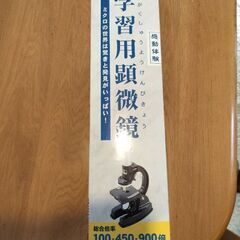 感動体験
学習用顕微鏡
がくしゅうようけんびきょう
ミクロの世界は驚きと発見がいっぱい!
総合倍率
100・450・900倍